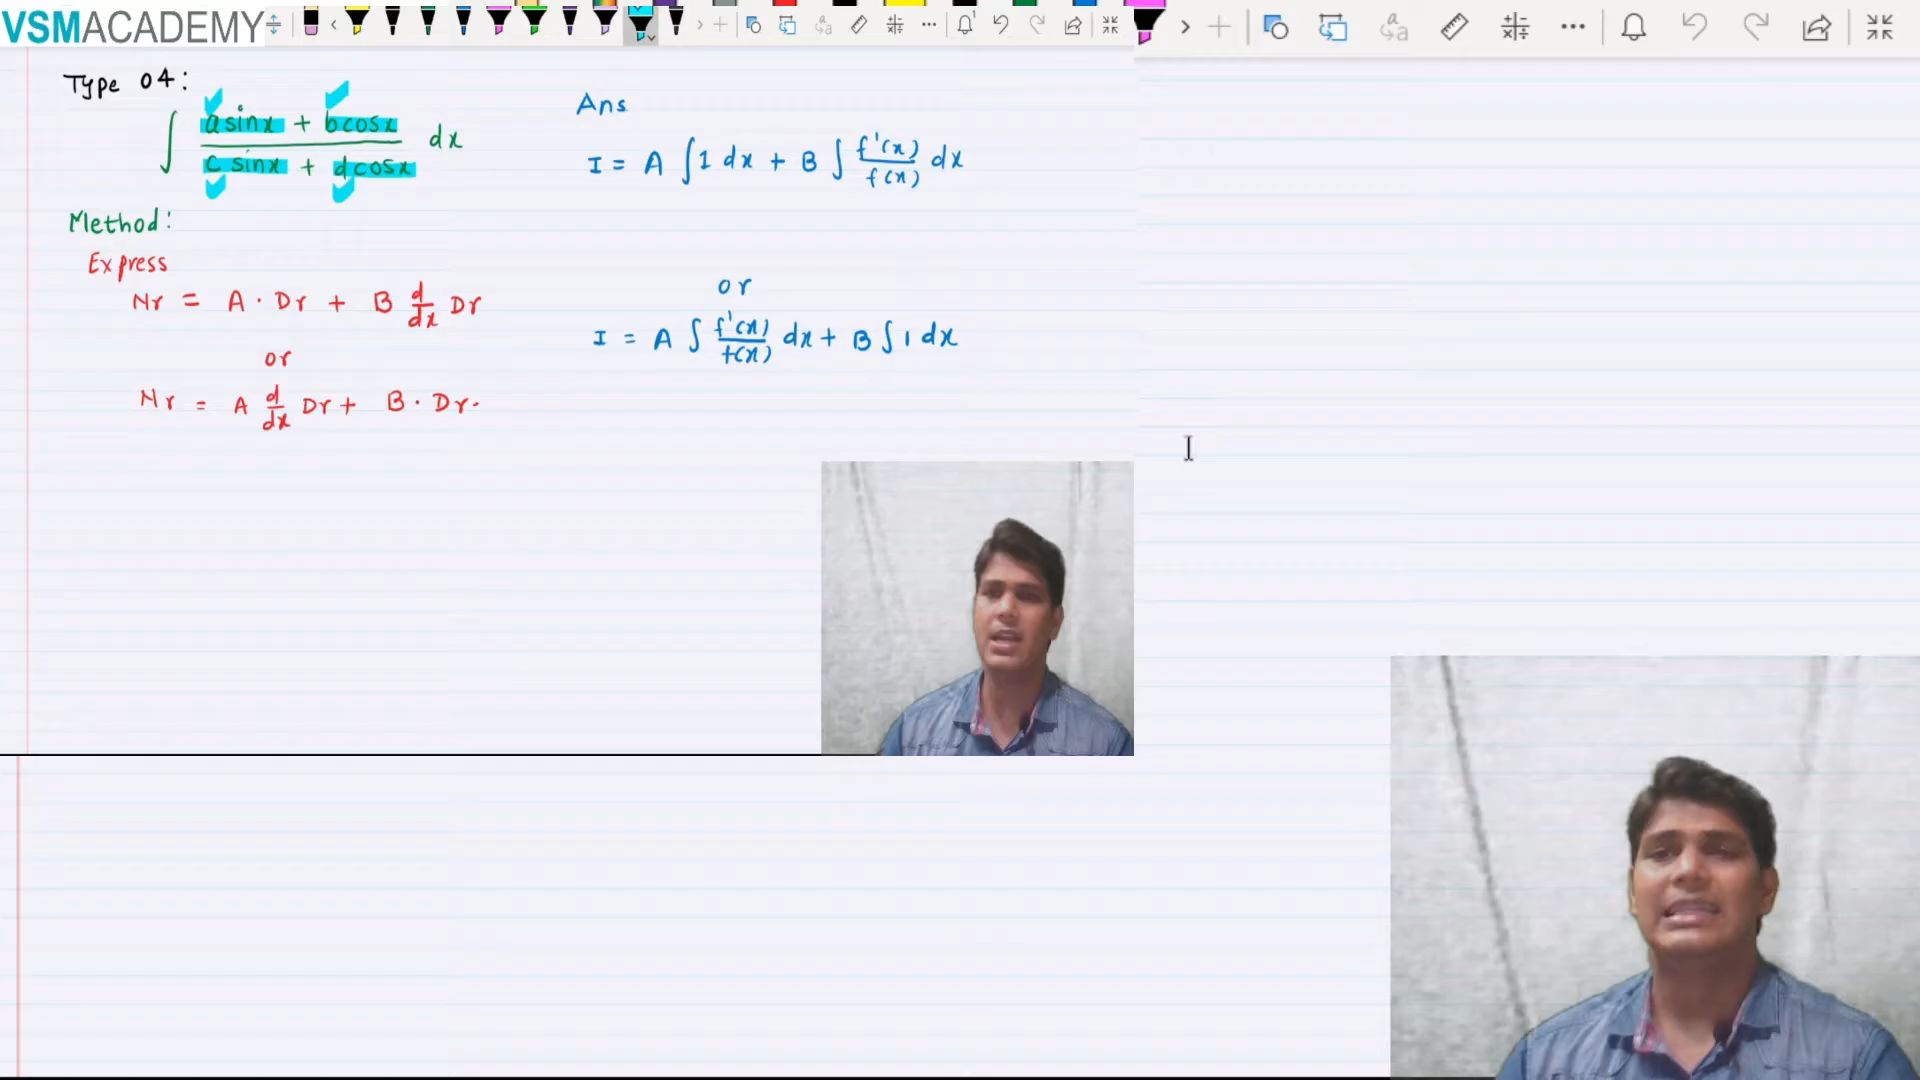 VSMACADEMY
Type 04:
∫ (a sinx + b cosx)/(c sinx + d cosx) dx
Method:
Express
Nr = A · Dr + B d/dx Dr
or
Nr = A d/dx Dr + B · Dr.
Ans
I = A ∫ 1 dx + B ∫ f'(x)/f(x) dx
or
I = A ∫ f'(x)/f(x) dx + B ∫ 1 dx